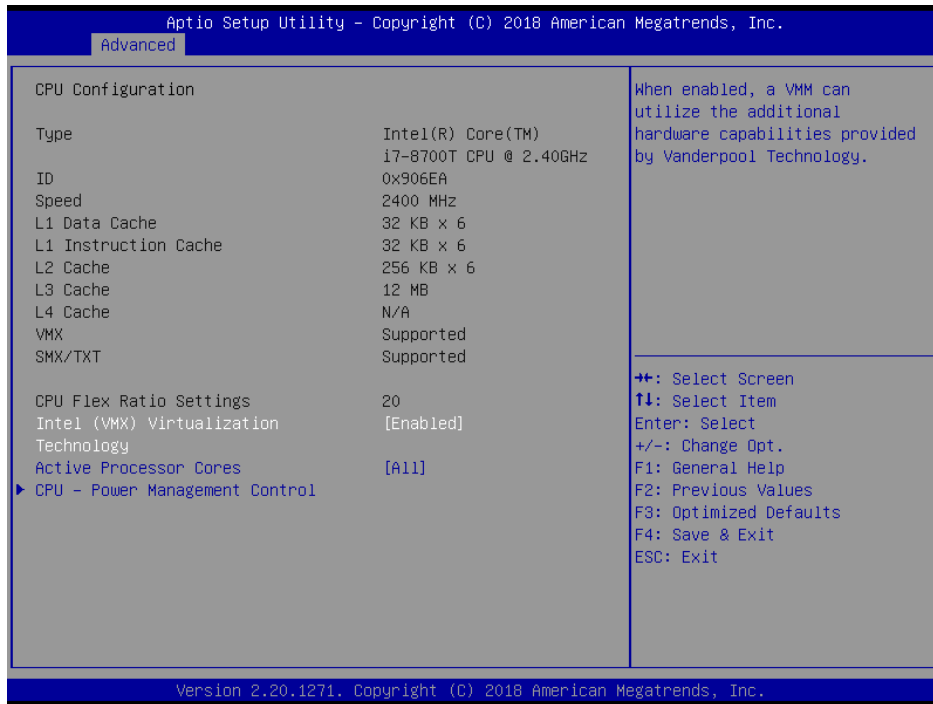 Aptio Setup Utility – Copyright (C) 2018 American Megatrends, Inc.
Advanced
CPU Configuration
Type Intel(R) Core(TM)
i7-8700T CPU @ 2.40GHz
ID 0x906EA
Speed 2400 MHz
L1 Data Cache 32 KB x 6
L1 Instruction Cache 32 KB x 6
L2 Cache 256 KB x 6
L3 Cache 12 MB
L4 Cache N/A
VMX Supported
SMX/TXT Supported
CPU Flex Ratio Settings 20
Intel (VMX) Virtualization [Enabled]
Technology
Active Processor Cores [All]
CPU – Power Management Control
When enabled, a VMM can
utilize the additional
hardware capabilities provided
by Vanderpool Technology.
→←: Select Screen
↑↓: Select Item
Enter: Select
+/–: Change Opt.
F1: General Help
F2: Previous Values
F3: Optimized Defaults
F4: Save & Exit
ESC: Exit
Version 2.20.1271. Copyright (C) 2018 American Megatrends, Inc.